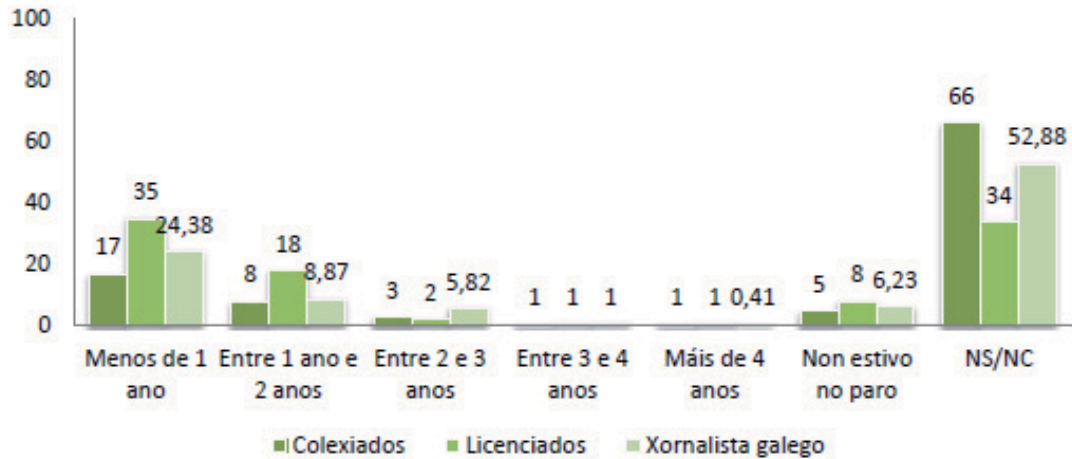 100
80
60
40
20
0
17 35 24,38
8 18 8,87
3 2 5,82
1 1 1
1 1 0,41
5 8 6,23
66 34 52,88
Menos de 1
ano
Entre 1 ano e
2 anos
Entre 2 e 3
anos
Entre 3 e 4
anos
Máis de 4
anos
Non estivo
no paro
NS/NC
Colexiados Licenciados Xornalista galego